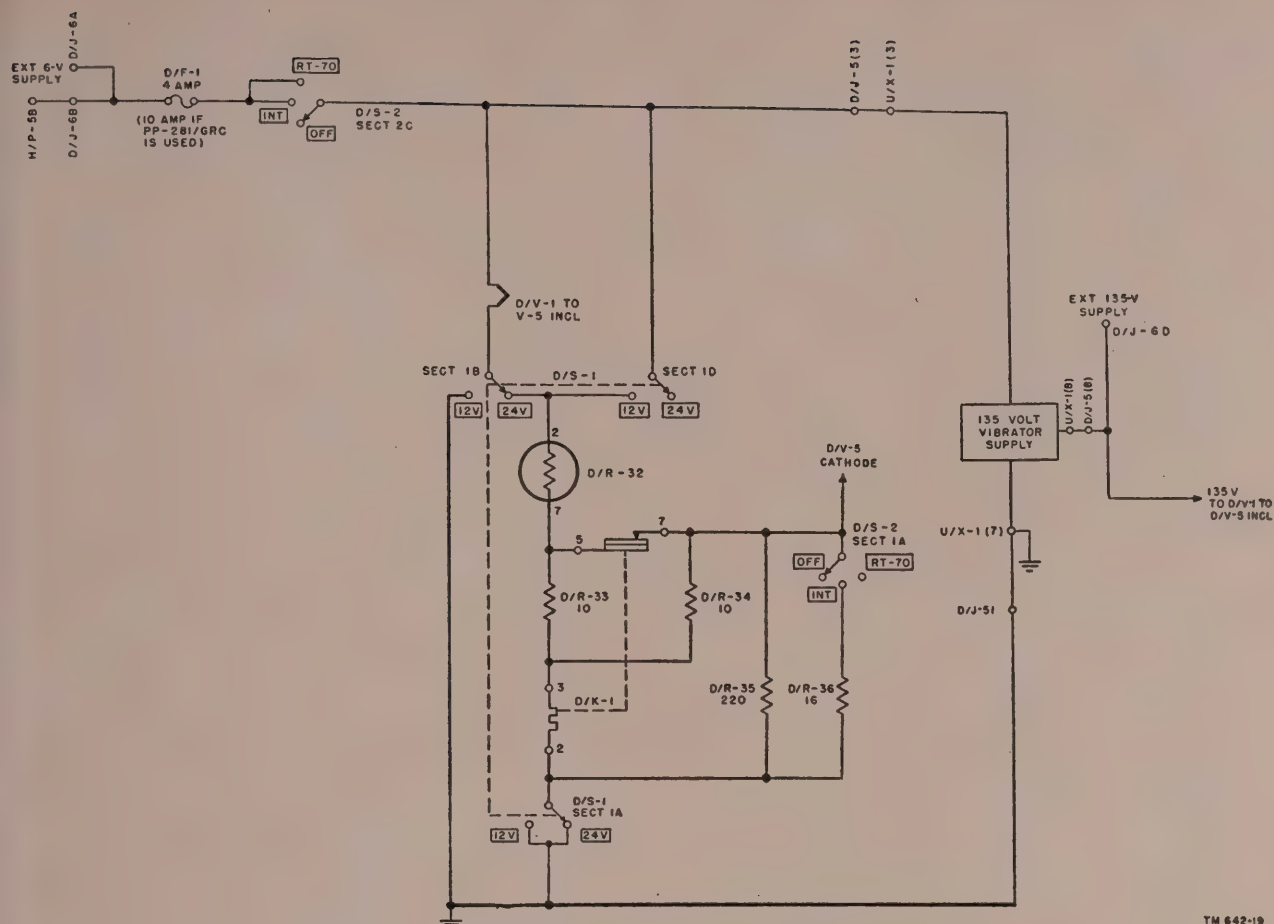 EXT 6-V
SUPPLY
D/J-6A
H/P-5B
D/J-6B
D/F-1
4 AMP
(10 AMP IF
PP-281/GRC
IS USED)
RT-70
INT
OFF
D/S-2
SECT 2C
D/J-5(3)
U/X-1(3)
D/V-1 TO
V-5 INCL
SECT 1B
D/S-1
SECT 1D
12V
24V
12V
24V
2
D/R-32
7
5
7
D/R-33
10
D/R-34
10
3
D/K-1
2
D/R-35
220
D/R-36
16
D/V-5
CATHODE
D/S-2
SECT 1A
OFF
RT-70
INT
D/S-1
SECT 1A
12V
24V
EXT 135-V
SUPPLY
D/J-6D
135 VOLT
VIBRATOR
SUPPLY
U/X-1(8)
D/J-5(8)
135V
TO D/V-1 TO
D/V-5 INCL
U/X-1(7)
D/J-51
TM 642-19